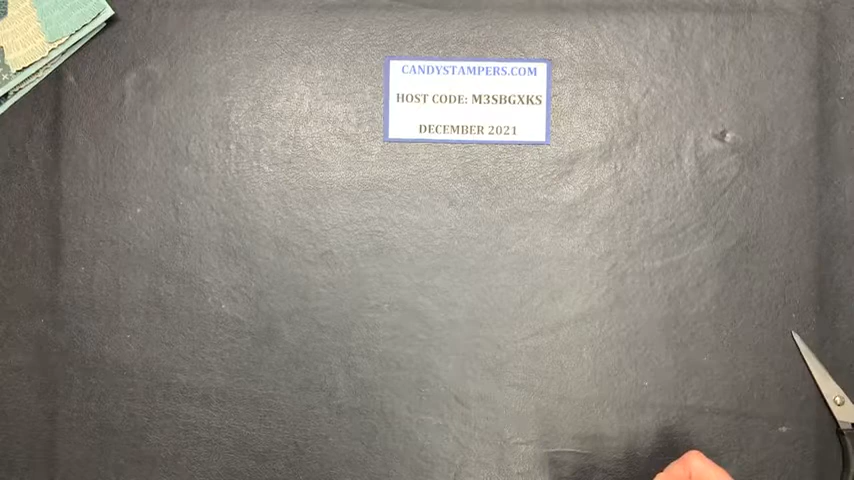 CANDYSTAMPERS.COM
HOST CODE: M3SBGXKS
DECEMBER 2021